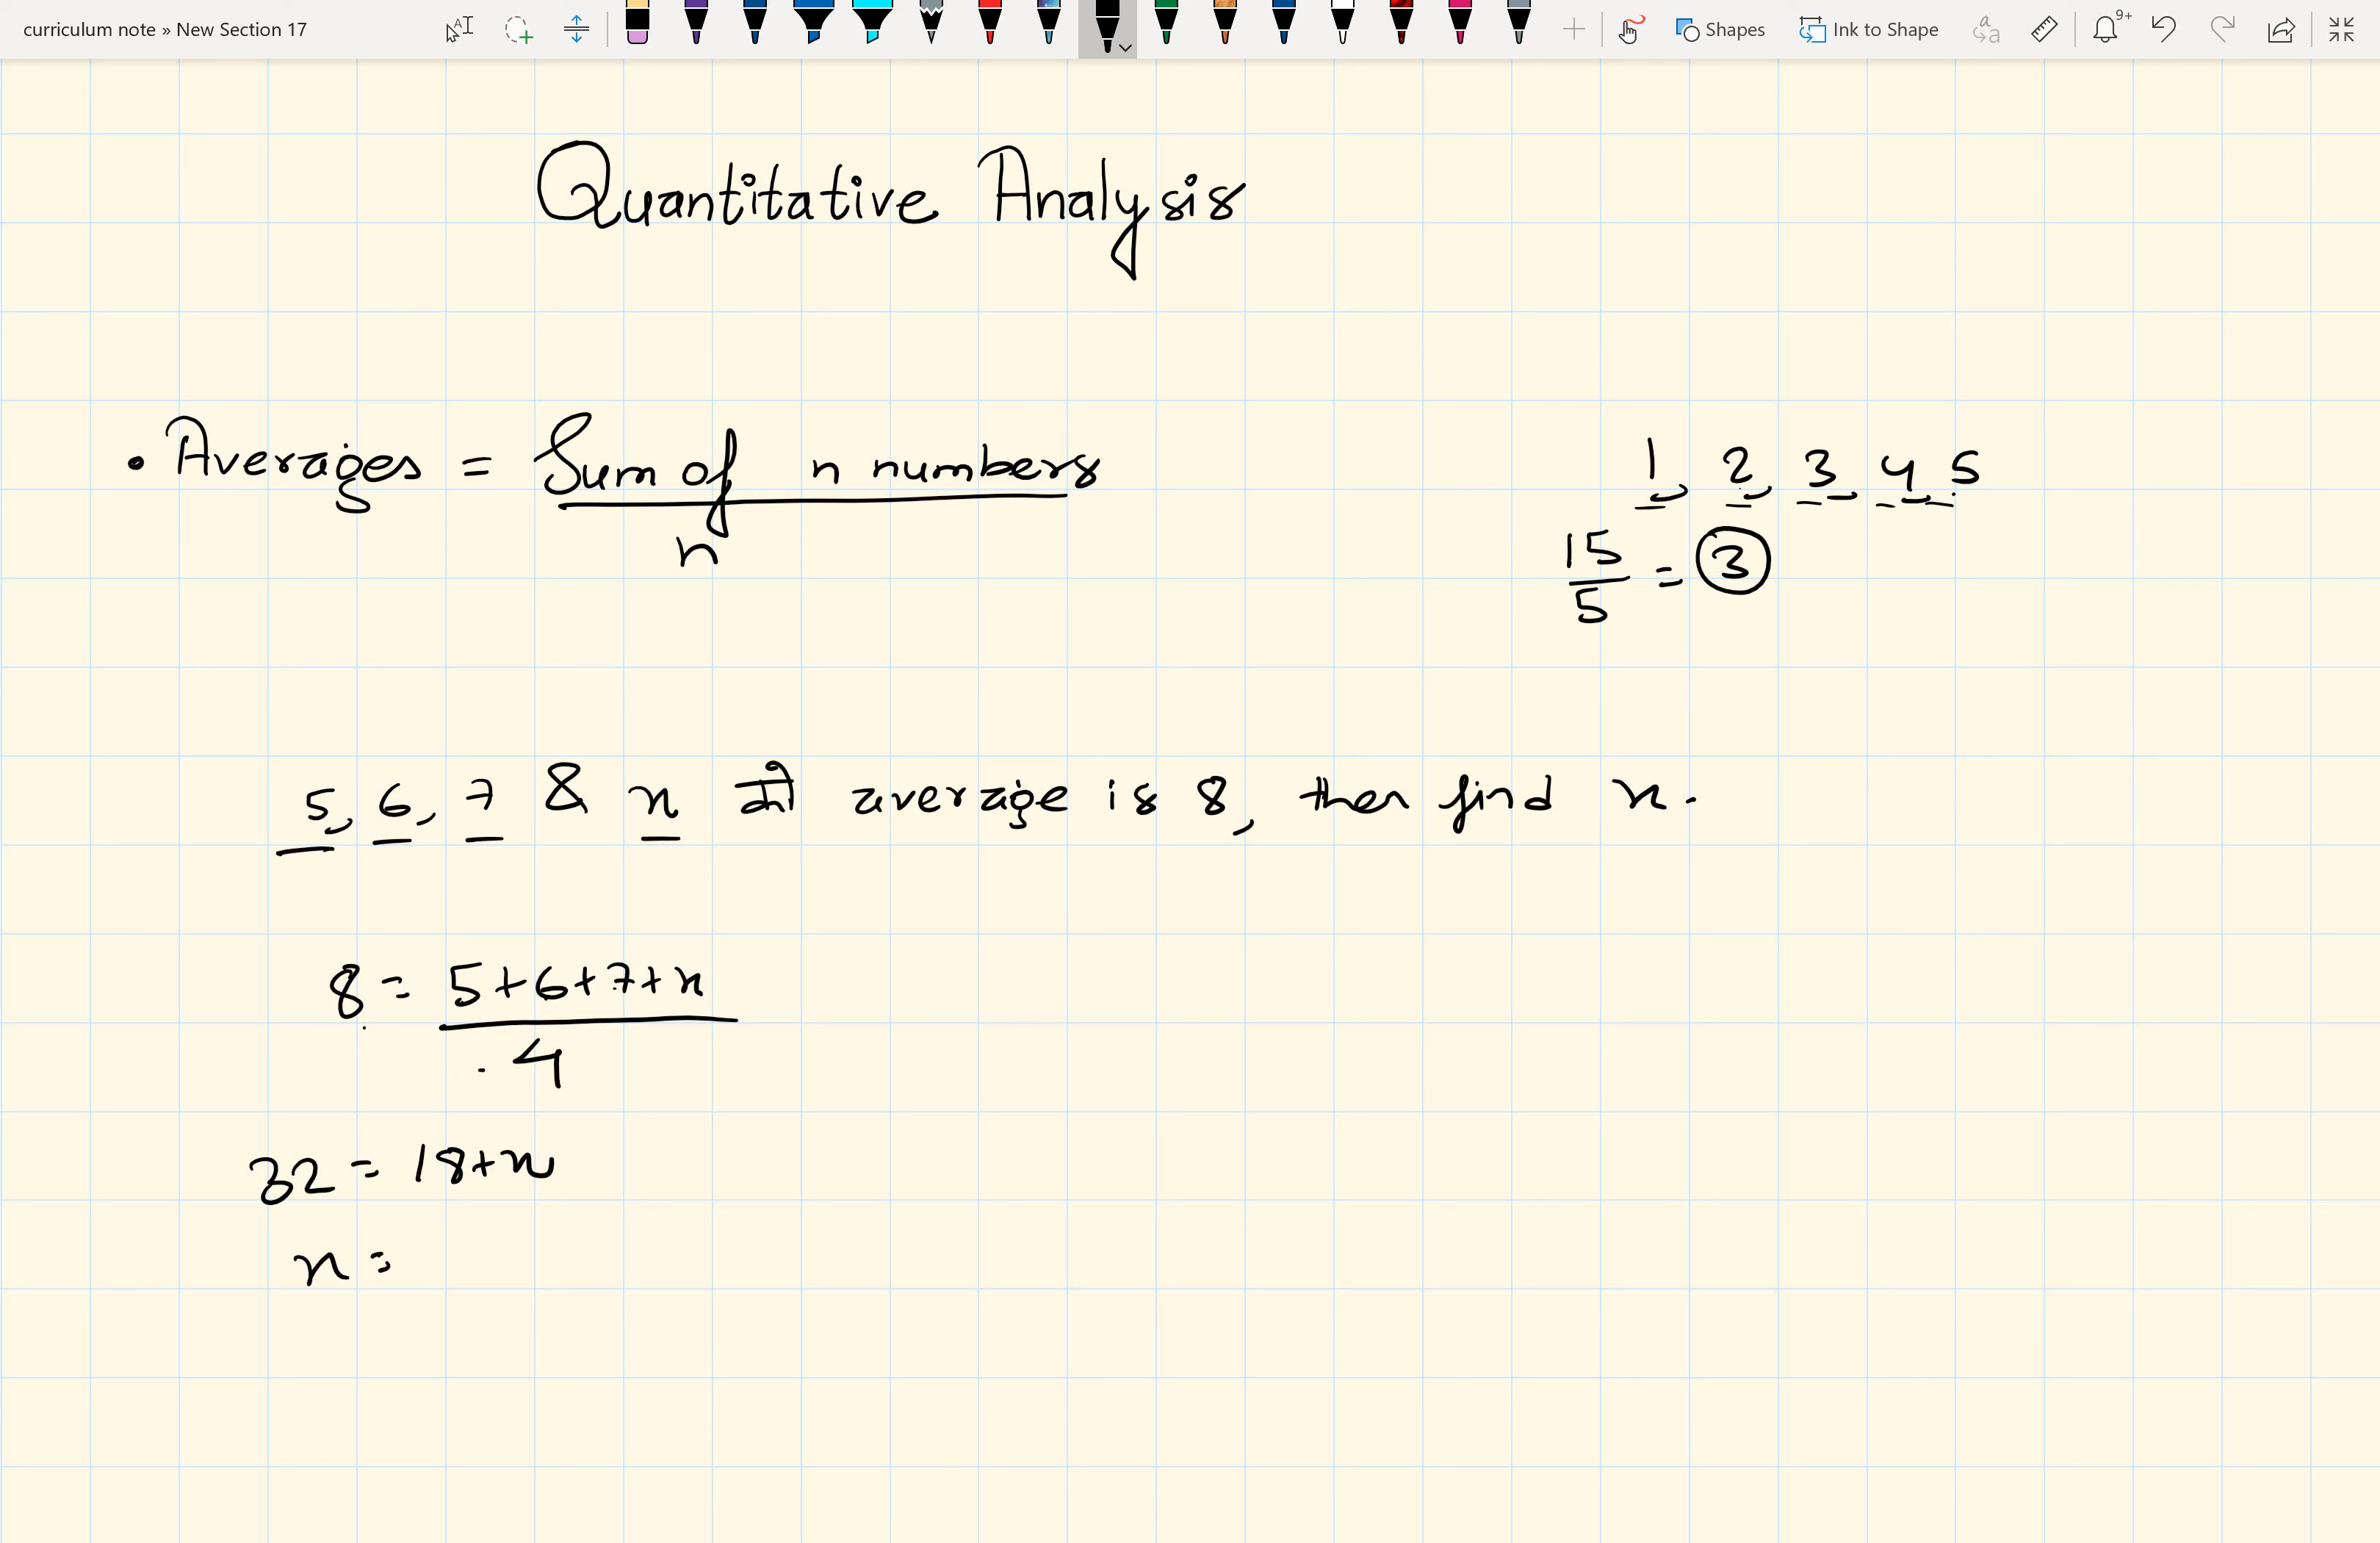 curriculum note » New Section 17
Shapes
Ink to Shape
9+
Quantitative Analysis
• Averages = Sum of n numbers
n
1, 2, 3, 4, 5
15
5
= 3
5, 6, 7 & x की average is 8, then find x.
8 = 5+6+7+x
4
32 = 18+x
x =